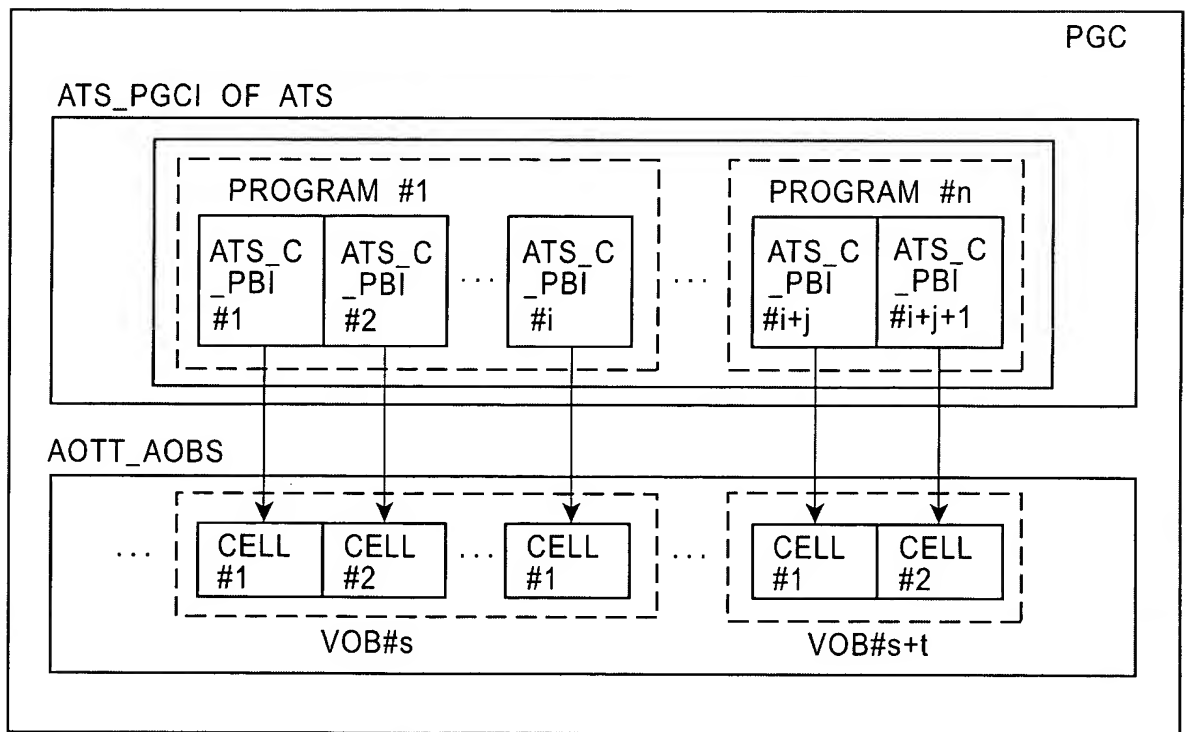 PGC
ATS_PGCI OF ATS
PROGRAM #1
PROGRAM #n
ATS_C
_PBI
#1
ATS_C
_PBI
#2
···
ATS_C
_PBI
#i
···
ATS_C
_PBI
#i+j
ATS_C
_PBI
#i+j+1
AOTT_AOBS
···
CELL
#1
CELL
#2
···
CELL
#1
···
CELL
#1
CELL
#2
VOB#s
VOB#s+t